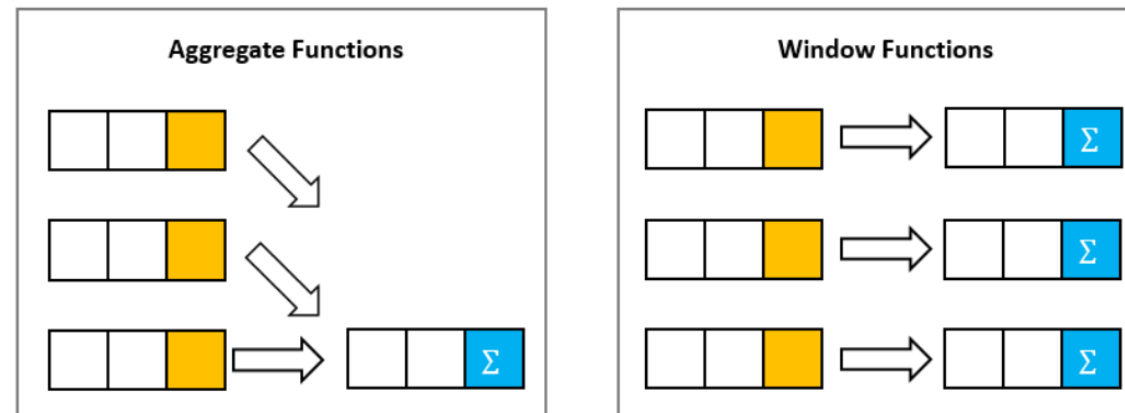 Aggregate Functions
Window Functions
Σ
Σ
Σ
Σ